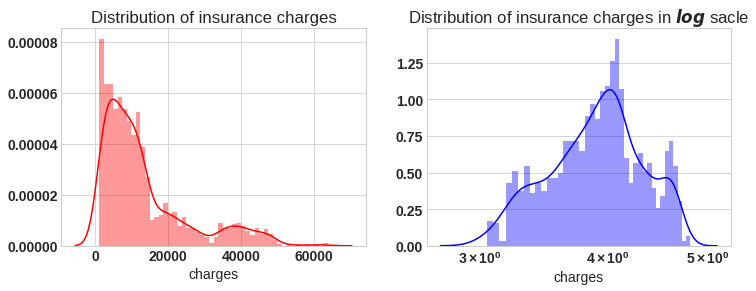 Distribution of insurance charges
0.00008
0.00006
0.00004
0.00002
0.00000
0 20000 40000 60000
charges
Distribution of insurance charges in log sacle
1.25
1.00
0.75
0.50
0.25
0.00
3×10⁰ 4×10⁰ 5×10⁰
charges